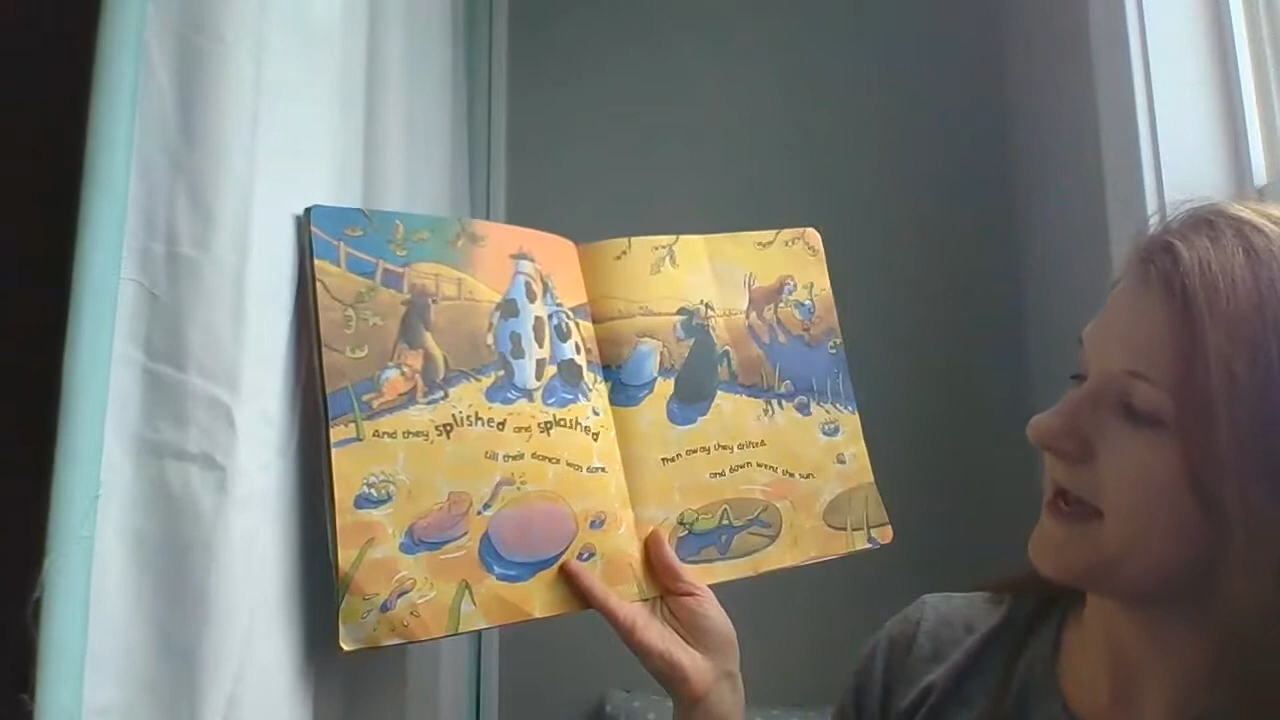 And they splished and splashed
till their dance was done.
Then away they drifted
and down went the sun.